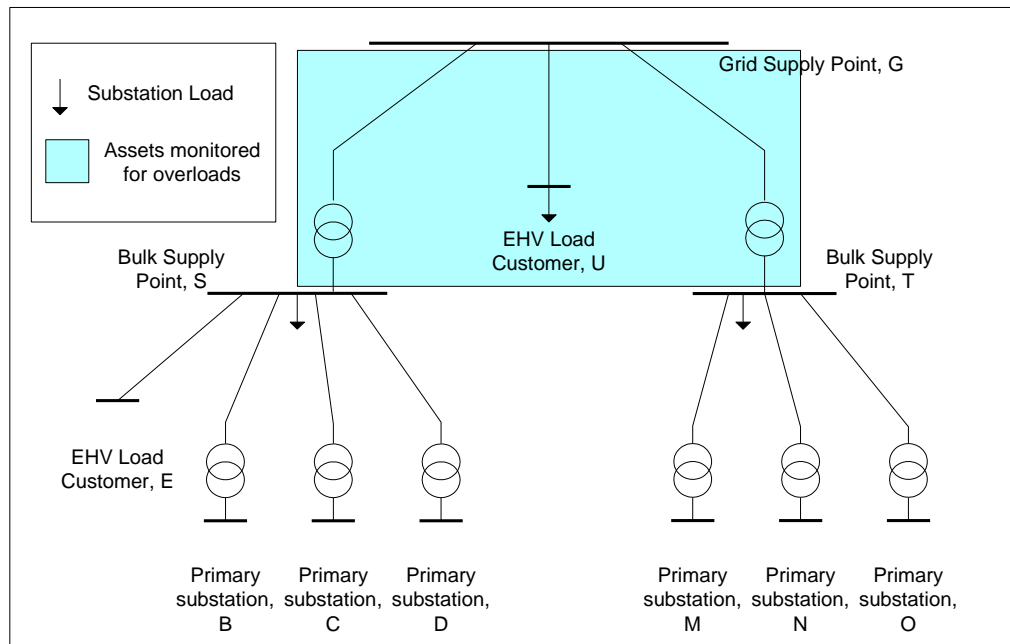 Grid Supply Point, G
Substation Load
Assets monitored
for overloads
EHV Load
Customer, U
Bulk Supply
Point, S
Bulk Supply
Point, T
EHV Load
Customer, E
Primary
substation,
B
Primary
substation,
C
Primary
substation,
D
Primary
substation,
M
Primary
substation,
N
Primary
substation,
O